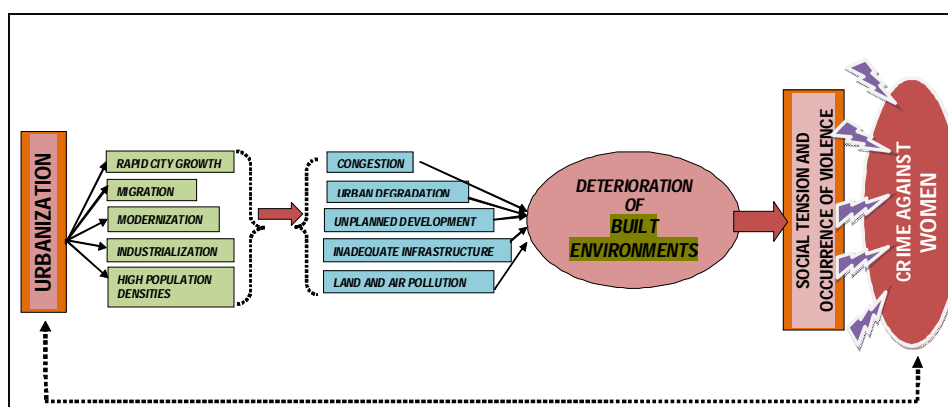 URBANIZATION
RAPID CITY GROWTH
MIGRATION
MODERNIZATION
INDUSTRIALIZATION
HIGH POPULATION
DENSITIES
CONGESTION
URBAN DEGRADATION
UNPLANNED DEVELOPMENT
INADEQUATE INFRASTRUCTURE
LAND AND AIR POLLUTION
DETERIORATION
OF
BUILT
ENVIRONMENTS
SOCIAL TENSION AND
OCCURRENCE OF VIOLENCE
CRIME AGAINST
WOMEN